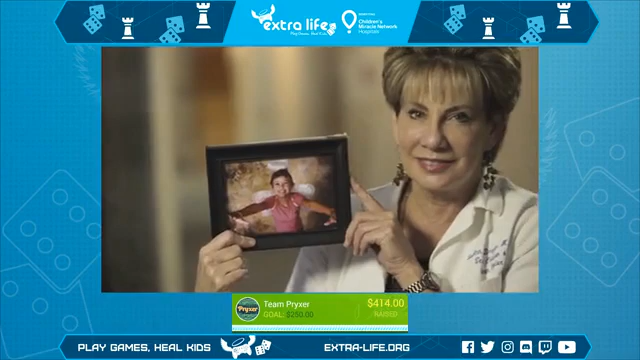 extra life
Play Games. Heal Kids.
Children's
Miracle Network
Hospitals
Team Pryxer
$414.00
Pryxer
GOAL: $250.00
RAISED
PLAY GAMES, HEAL KIDS
EXTRA-LIFE.ORG